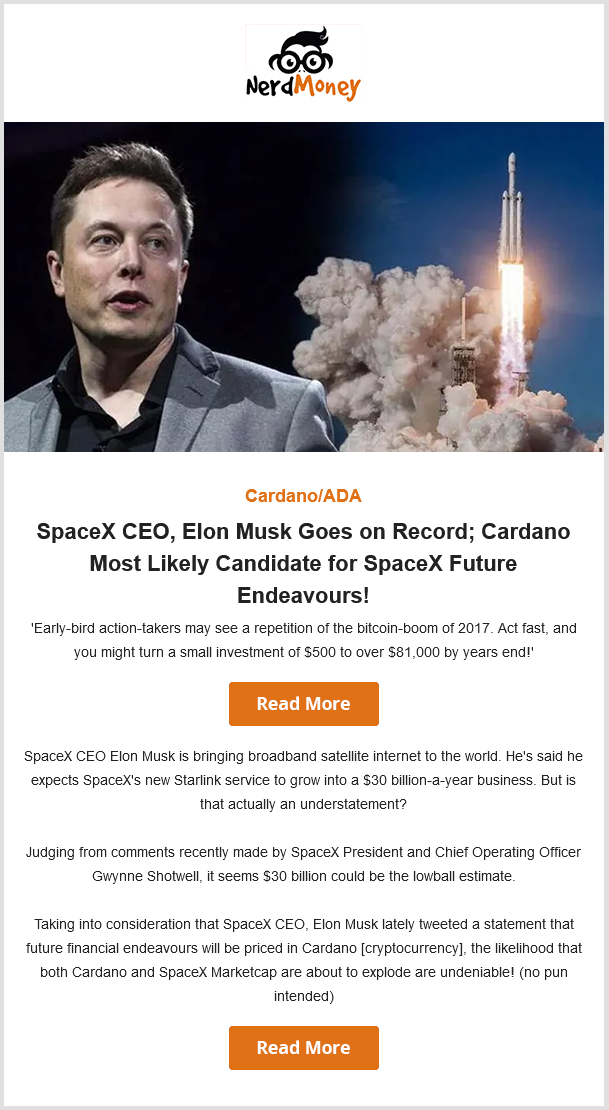 NerdMoney
Cardano/ADA
SpaceX CEO, Elon Musk Goes on Record; Cardano
Most Likely Candidate for SpaceX Future
Endeavours!
'Early-bird action-takers may see a repetition of the bitcoin-boom of 2017. Act fast, and
you might turn a small investment of $500 to over $81,000 by years end!'
Read More
SpaceX CEO Elon Musk is bringing broadband satellite internet to the world. He's said he
expects SpaceX's new Starlink service to grow into a $30 billion-a-year business. But is
that actually an understatement?
Judging from comments recently made by SpaceX President and Chief Operating Officer
Gwynne Shotwell, it seems $30 billion could be the lowball estimate.
Taking into consideration that SpaceX CEO, Elon Musk lately tweeted a statement that
future financial endeavours will be priced in Cardano [cryptocurrency], the likelihood that
both Cardano and SpaceX Marketcap are about to explode are undeniable! (no pun
intended)
Read More